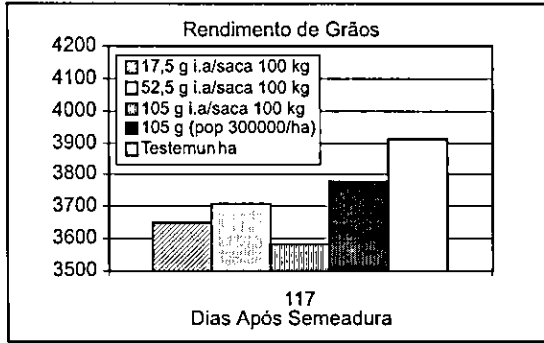 Rendimento de Grãos
4200
4100
4000
3900
3800
3700
3600
3500
17,5 g i.a/saca 100 kg
52,5 g i.a/saca 100 kg
105 g i.a/saca 100 kg
105 g (pop 300000/ha)
Testemunha
117
Dias Após Semeadura